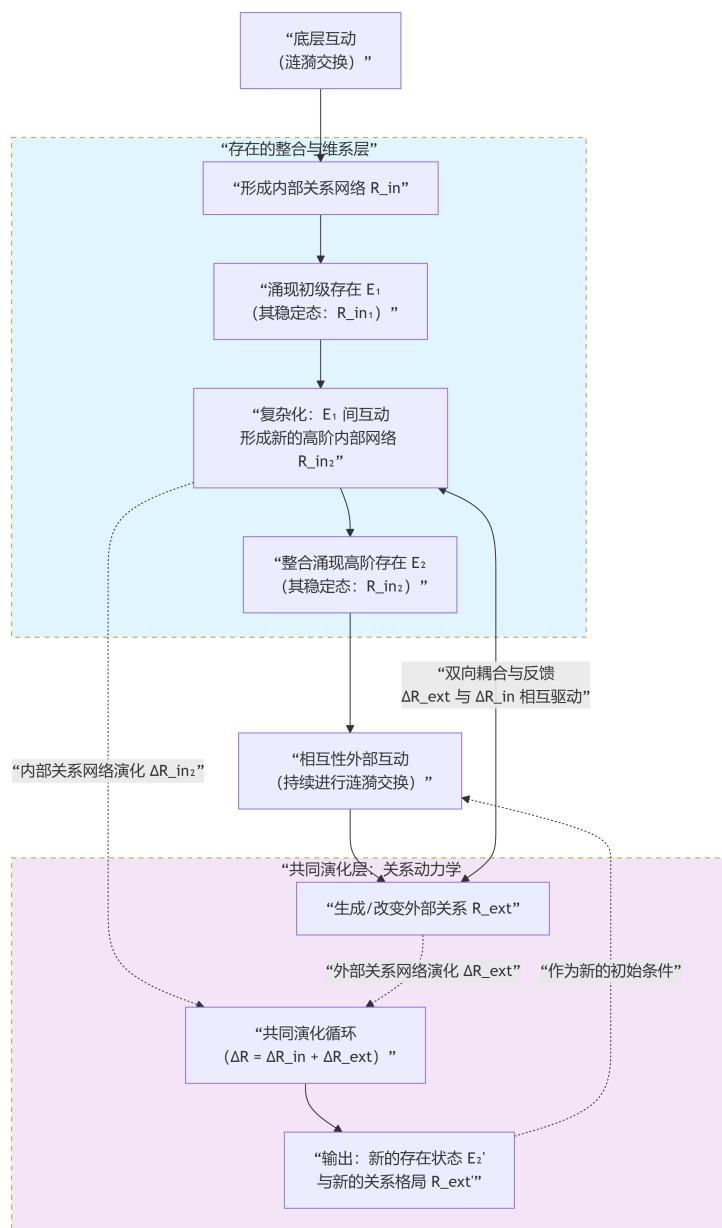 “底层互动
（涟漪交换）”
“存在的整合与维系层”
“形成内部关系网络 R_in”
“涌现初级存在 E₁
（其稳定态：R_in₁）”
“复杂化：E₁ 间互动
形成新的高阶内部网络
R_in₂”
“整合涌现高阶存在 E₂
（其稳定态：R_in₂）”
“双向耦合与反馈
ΔR_ext 与 ΔR_in 相互驱动”
“内部关系网络演化 ΔR_in₂”
“相互性外部互动
（持续进行涟漪交换）”
“共同演化层：关系动力学
“生成/改变外部关系 R_ext”
“外部关系网络演化 ΔR_ext”
“作为新的初始条件”
“共同演化循环
（ΔR = ΔR_in + ΔR_ext）”
“输出：新的存在状态 E₂'
与新的关系格局 R_ext'”